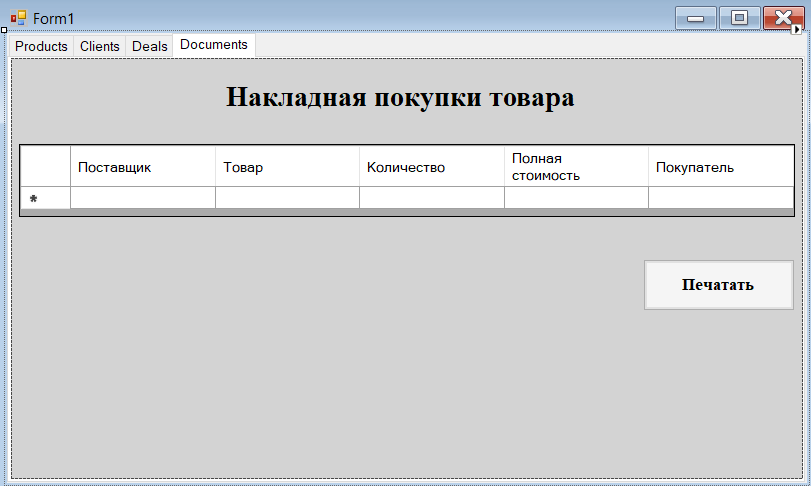 Form1
Products Clients Deals Documents
Накладная покупки товара
Поставщик Товар Количество Полная стоимость Покупатель
*
Печатать